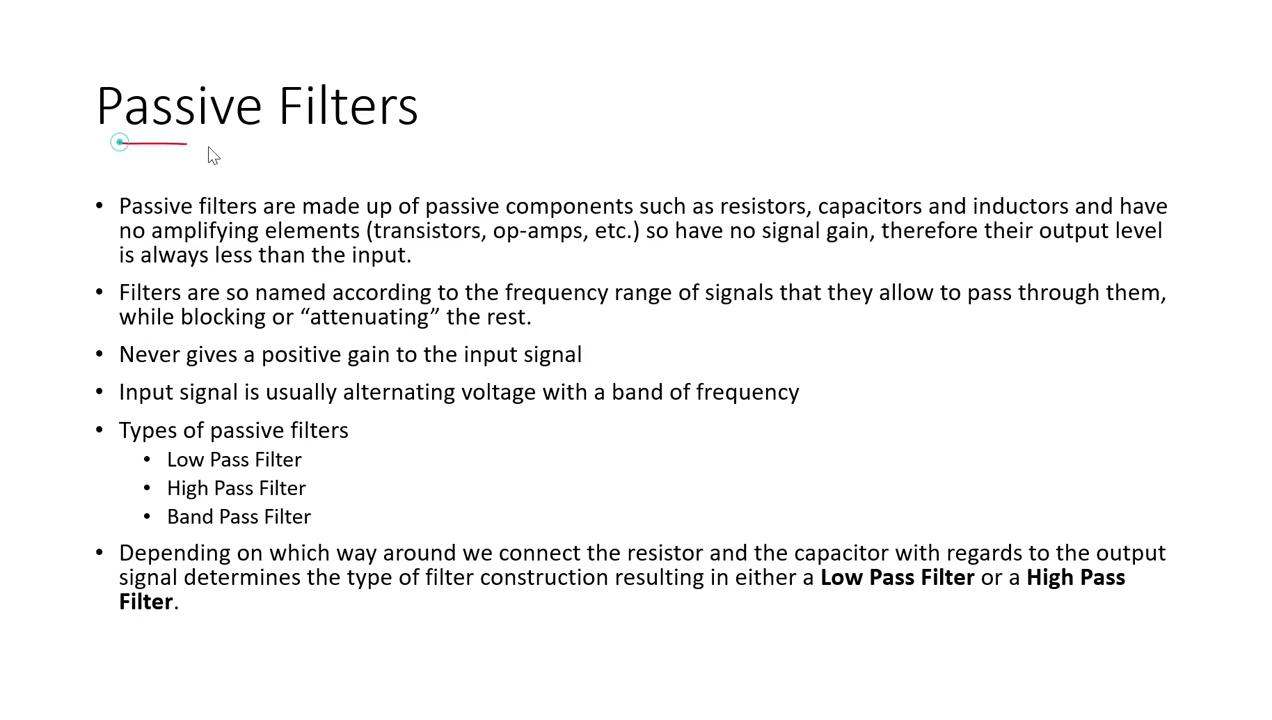 Passive Filters
• Passive filters are made up of passive components such as resistors, capacitors and inductors and have
no amplifying elements (transistors, op-amps, etc.) so have no signal gain, therefore their output level
is always less than the input.
• Filters are so named according to the frequency range of signals that they allow to pass through them,
while blocking or “attenuating” the rest.
• Never gives a positive gain to the input signal
• Input signal is usually alternating voltage with a band of frequency
• Types of passive filters
• Low Pass Filter
• High Pass Filter
• Band Pass Filter
• Depending on which way around we connect the resistor and the capacitor with regards to the output
signal determines the type of filter construction resulting in either a Low Pass Filter or a High Pass
Filter.